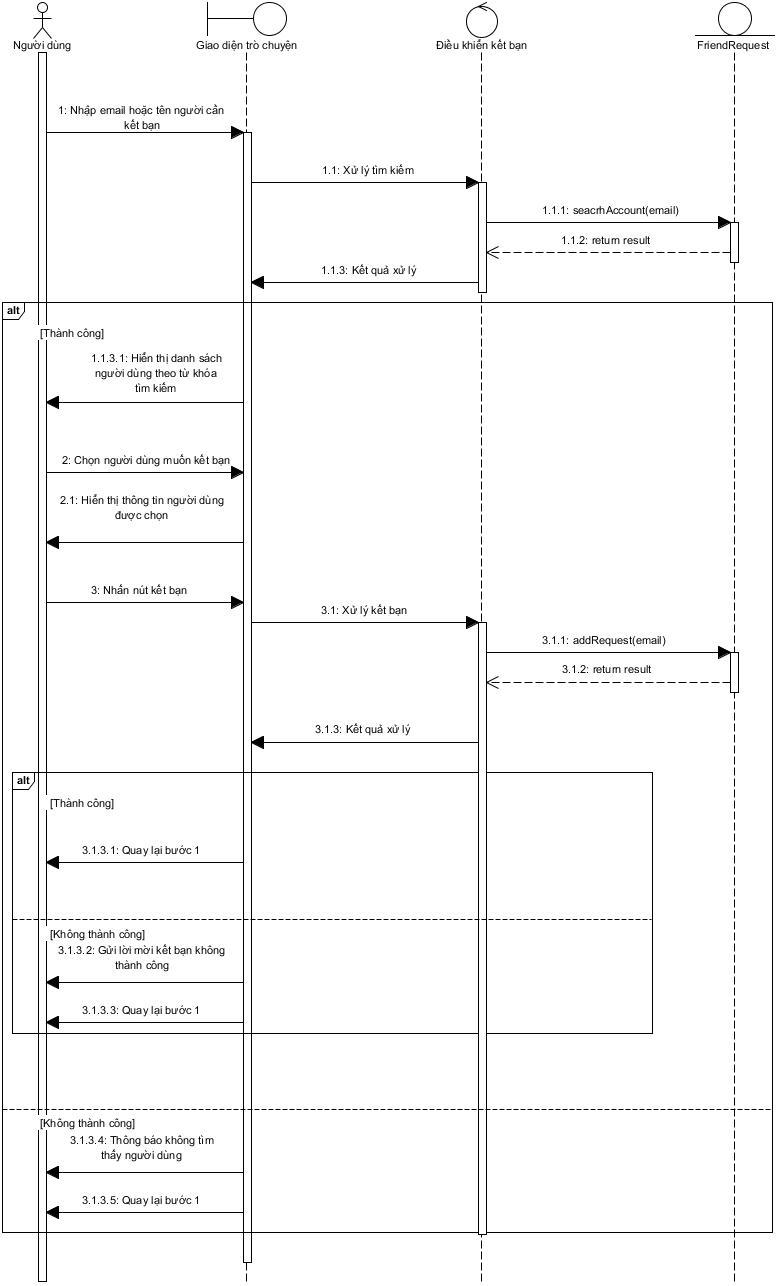 Người dùng
Giao diện trò chuyện
Điều khiển kết bạn
FriendRequest
1: Nhập email hoặc tên người cần
kết bạn
1.1: Xử lý tìm kiếm
1.1.1: seacrhAccount(email)
1.1.2: return result
1.1.3: Kết quả xử lý
alt
[Thành công]
1.1.3.1: Hiển thị danh sách
người dùng theo từ khóa
tìm kiếm
2: Chọn người dùng muốn kết bạn
2.1: Hiển thị thông tin người dùng
được chọn
3: Nhấn nút kết bạn
3.1: Xử lý kết bạn
3.1.1: addRequest(email)
3.1.2: return result
3.1.3: Kết quả xử lý
alt
[Thành công]
3.1.3.1: Quay lại bước 1
[Không thành công]
3.1.3.2: Gửi lời mời kết bạn không
thành công
3.1.3.3: Quay lại bước 1
[Không thành công]
3.1.3.4: Thông báo không tìm
thấy người dùng
3.1.3.5: Quay lại bước 1